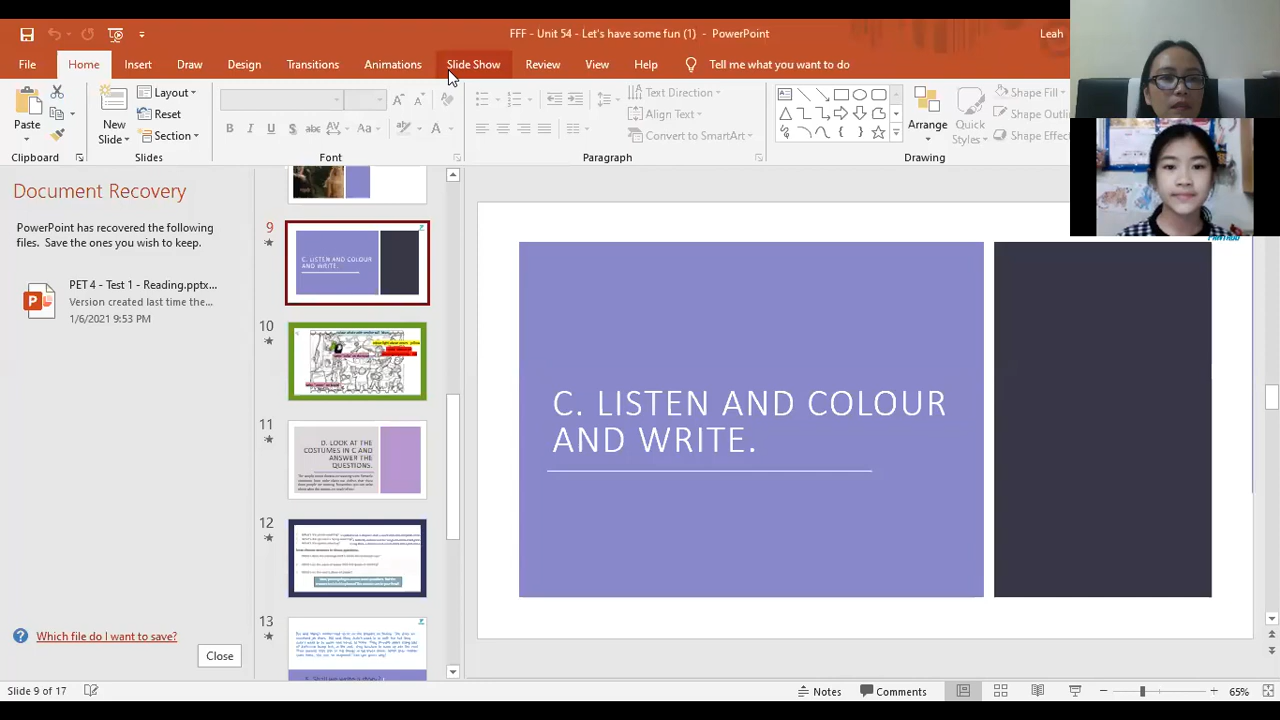 FFF - Unit 54 - Let's have some fun (1) - PowerPoint
Leah
File Home Insert Draw Design Transitions Animations Slide Show Review View Help Tell me what you want to do
Paste
New
Slide
Layout
Reset
Section
Text Direction
Align Text
Convert to SmartArt
Arrange
Quick
Styles
Shape Fill
Shape Outli
Shape Effec
Clipboard Slides Font Paragraph Drawing
Document Recovery
PowerPoint has recovered the following
files. Save the ones you wish to keep.
PET 4 - Test 1 - Reading.pptx...
Version created last time the...
1/6/2021 9:53 PM
Which file do I want to save?
Close
9
C. LISTEN AND COLOUR
AND WRITE.
10
11
D. LOOK AT THE
COSTUMES IN C AND
ANSWER THE
QUESTIONS.
12
13
C. LISTEN AND COLOUR
AND WRITE.
Slide 9 of 17
Notes
Comments
65%